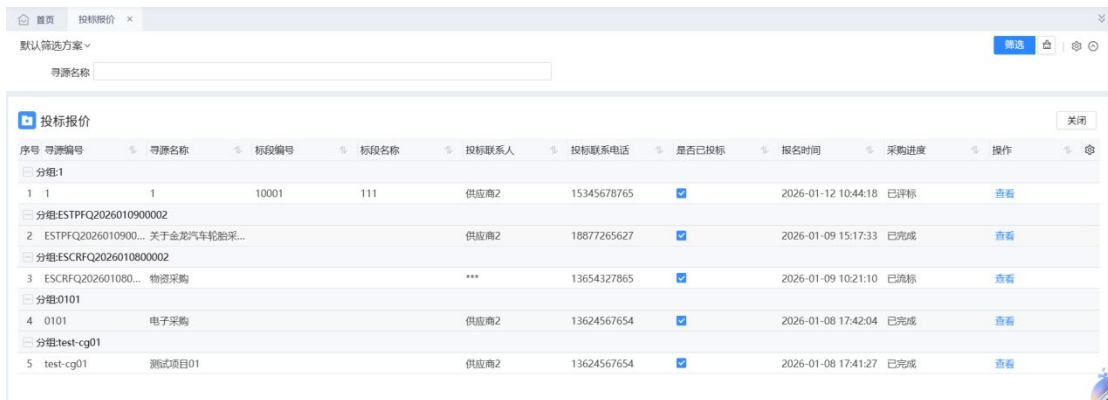 首页 投标报价 ×
默认筛选方案 筛选
寻源名称
投标报价 关闭
序号 寻源编号 寻源名称 标段编号 标段名称 投标联系人 投标联系电话 是否已投标 报名时间 采购进度 操作
分组:1
1 1 1 10001 111 供应商2 15345678765 2026-01-12 10:44:18 已评标 查看
分组:ESTPFQ2026010900002
2 ESTPFQ2026010900... 关于金龙汽车轮胎采... 供应商2 18877265627 2026-01-09 15:17:33 已完成 查看
分组:ESCRFQ2026010800002
3 ESCRFQ202601080... 物资采购 *** 13654327865 2026-01-09 10:21:10 已流标 查看
分组:0101
4 0101 电子采购 供应商2 13624567654 2026-01-08 17:42:04 已完成 查看
分组:test-cg01
5 test-cg01 测试项目01 供应商2 13624567654 2026-01-08 17:41:27 已完成 查看